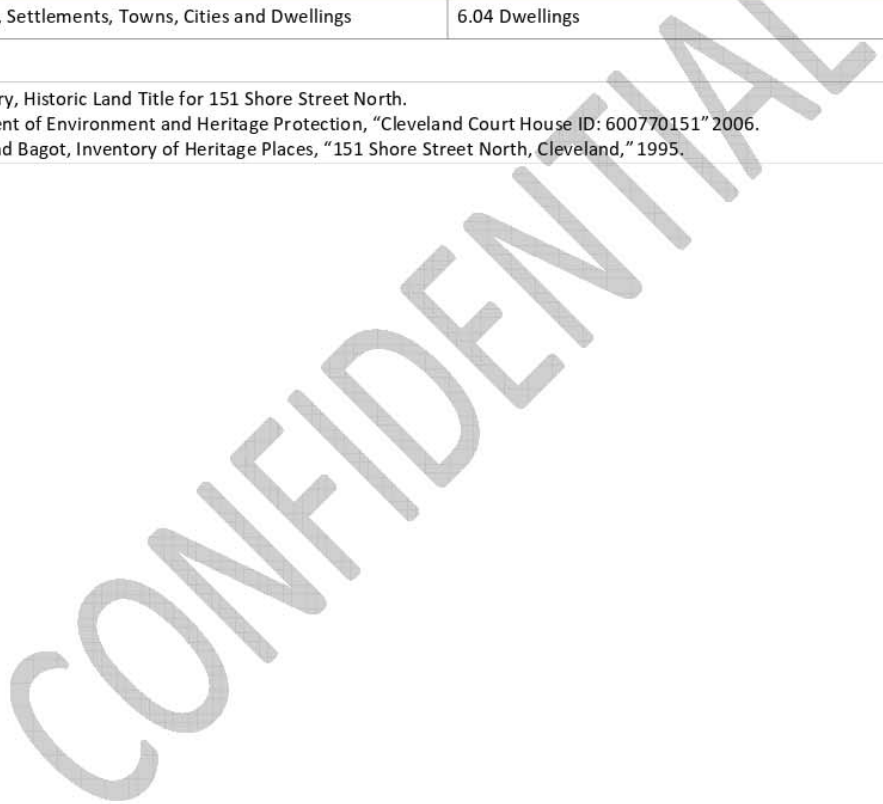 , Settlements, Towns, Cities and Dwellings 6.04 Dwellings
ry, Historic Land Title for 151 Shore Street North.
ent of Environment and Heritage Protection, “Cleveland Court House ID: 600770151” 2006.
d Bagot, Inventory of Heritage Places, “151 Shore Street North, Cleveland,” 1995.
CONFIDENTIAL